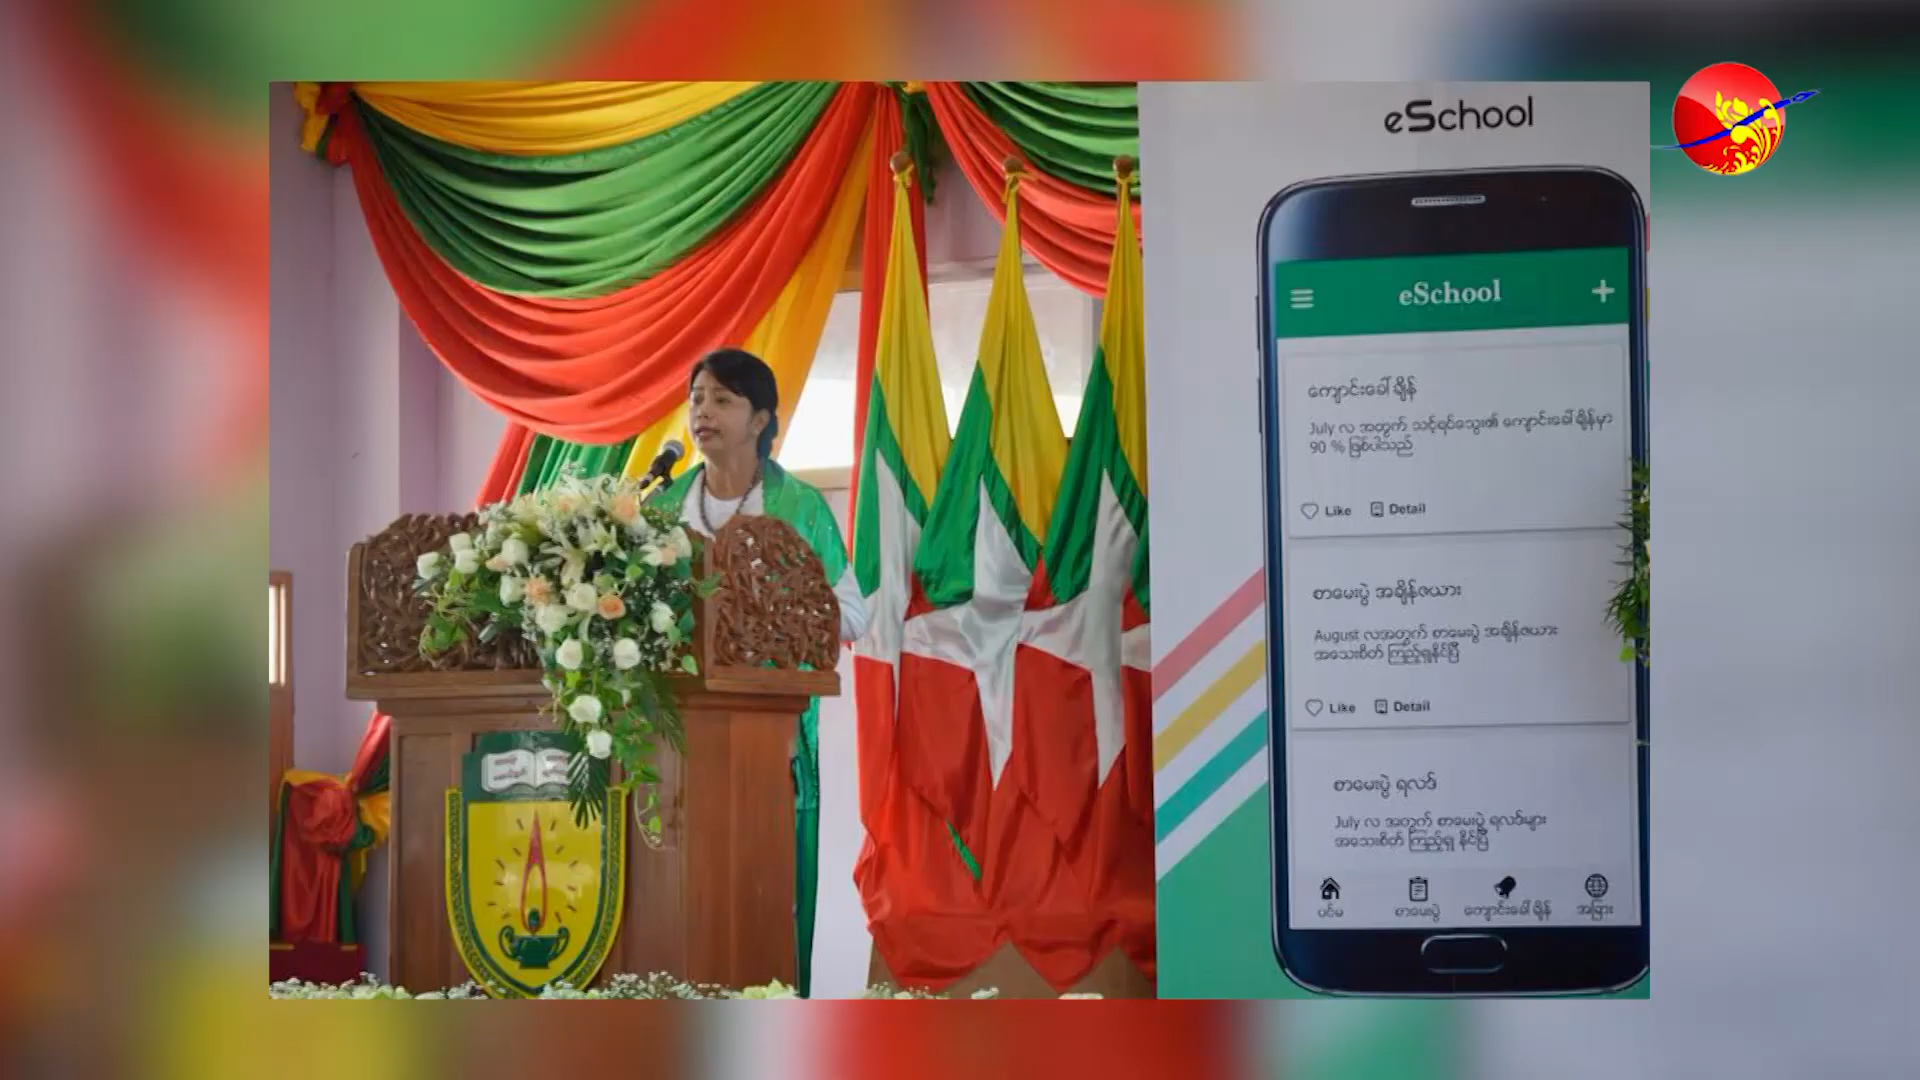 eSchool
eSchool
ကျောင်းခေါ်ချိန်
July လ အတွက် သင့်ရင်သွေး၏ ကျောင်းခေါ်ချိန်မှာ
90 % ဖြစ်ပါသည်
Like Detail
စာမေးပွဲ အချိန်ဇယား
August လအတွက် စာမေးပွဲ အချိန်ဇယား
အသေးစိတ် ကြည့်ရှုနိုင်ပြီ
Like Detail
စာမေးပွဲ ရလဒ်
July လ အတွက် စာမေးပွဲ ရလဒ်များ
အသေးစိတ် ကြည့်ရှု နိုင်ပြီ
ပင်မ စာမေးပွဲ ကျောင်းခေါ်ချိန် အခြား